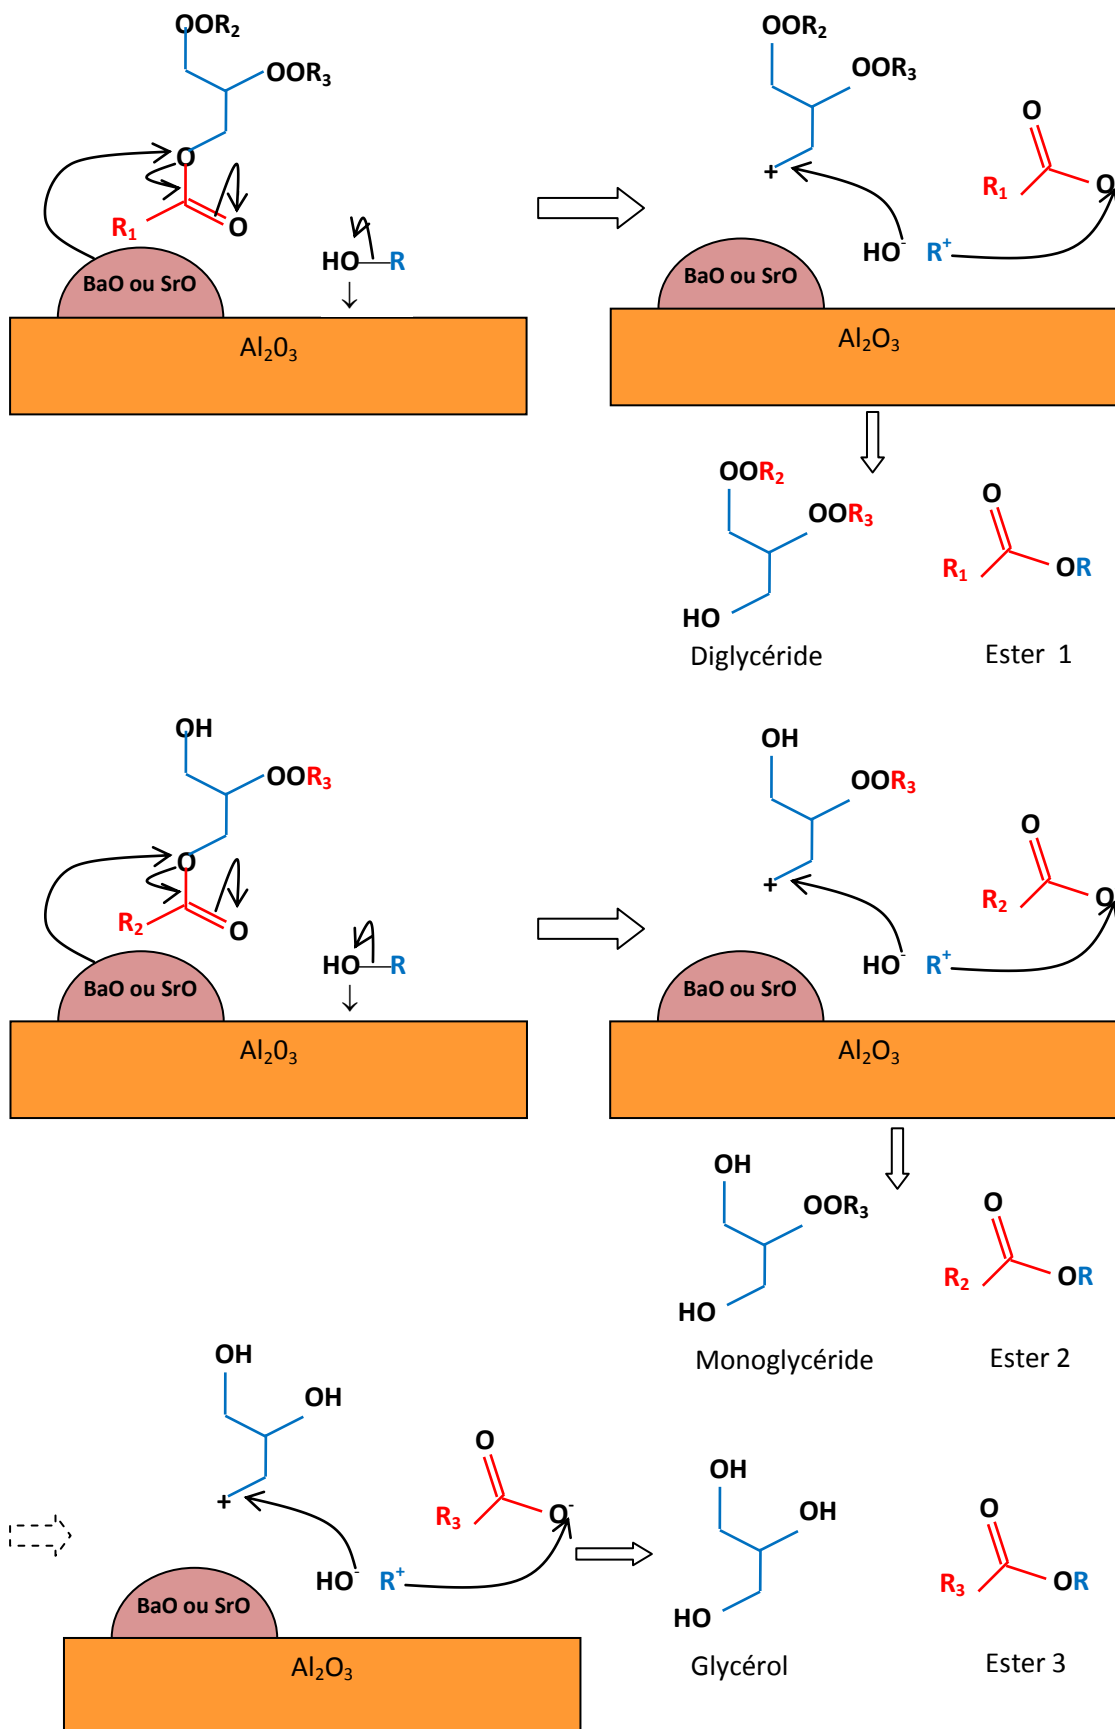 OOR₂
OOR₃
O
R₁
O
HO R
↓
BaO ou SrO
Al₂0₃
OOR₂
OOR₃
+
O
R₁
O
HO⁻ R⁺
BaO ou SrO
Al₂O₃
OOR₂
OOR₃
HO
Diglycéride
O
R₁
OR
Ester 1
OH
OOR₃
O
R₂
O
HO R
↓
BaO ou SrO
Al₂0₃
OH
OOR₃
+
O
R₂
O
HO⁻ R⁺
BaO ou SrO
Al₂O₃
OH
OOR₃
HO
Monoglycéride
O
R₂
OR
Ester 2
OH
OH
+
O
R₃
O⁻
HO⁻ R⁺
BaO ou SrO
Al₂O₃
OH
OH
HO
Glycérol
O
R₃
OR
Ester 3